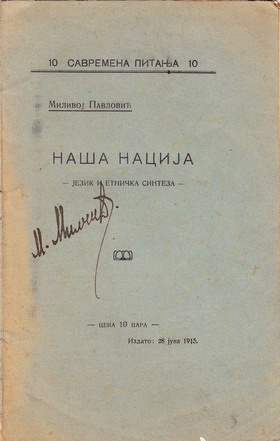 10 САВРЕМЕНА ПИТАЊА 10
Миливој Павловић
НАША НАЦИЈА
— ЈЕЗИК И ЕТНИЧКА СИНТЕЗА —
— ЦЕНА 10 ПАРА —
Издато: 28 јуна 1915.